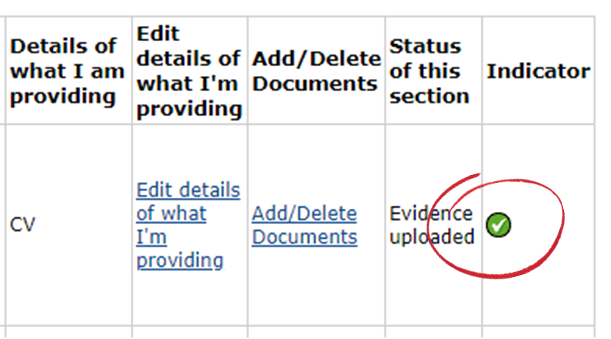 Details of
what I am
providing
Edit
details of
what I'm
providing
Add/Delete
Documents
Status
of this
section
Indicator
CV
Edit details
of what
I'm
providing
Add/Delete
Documents
Evidence
uploaded